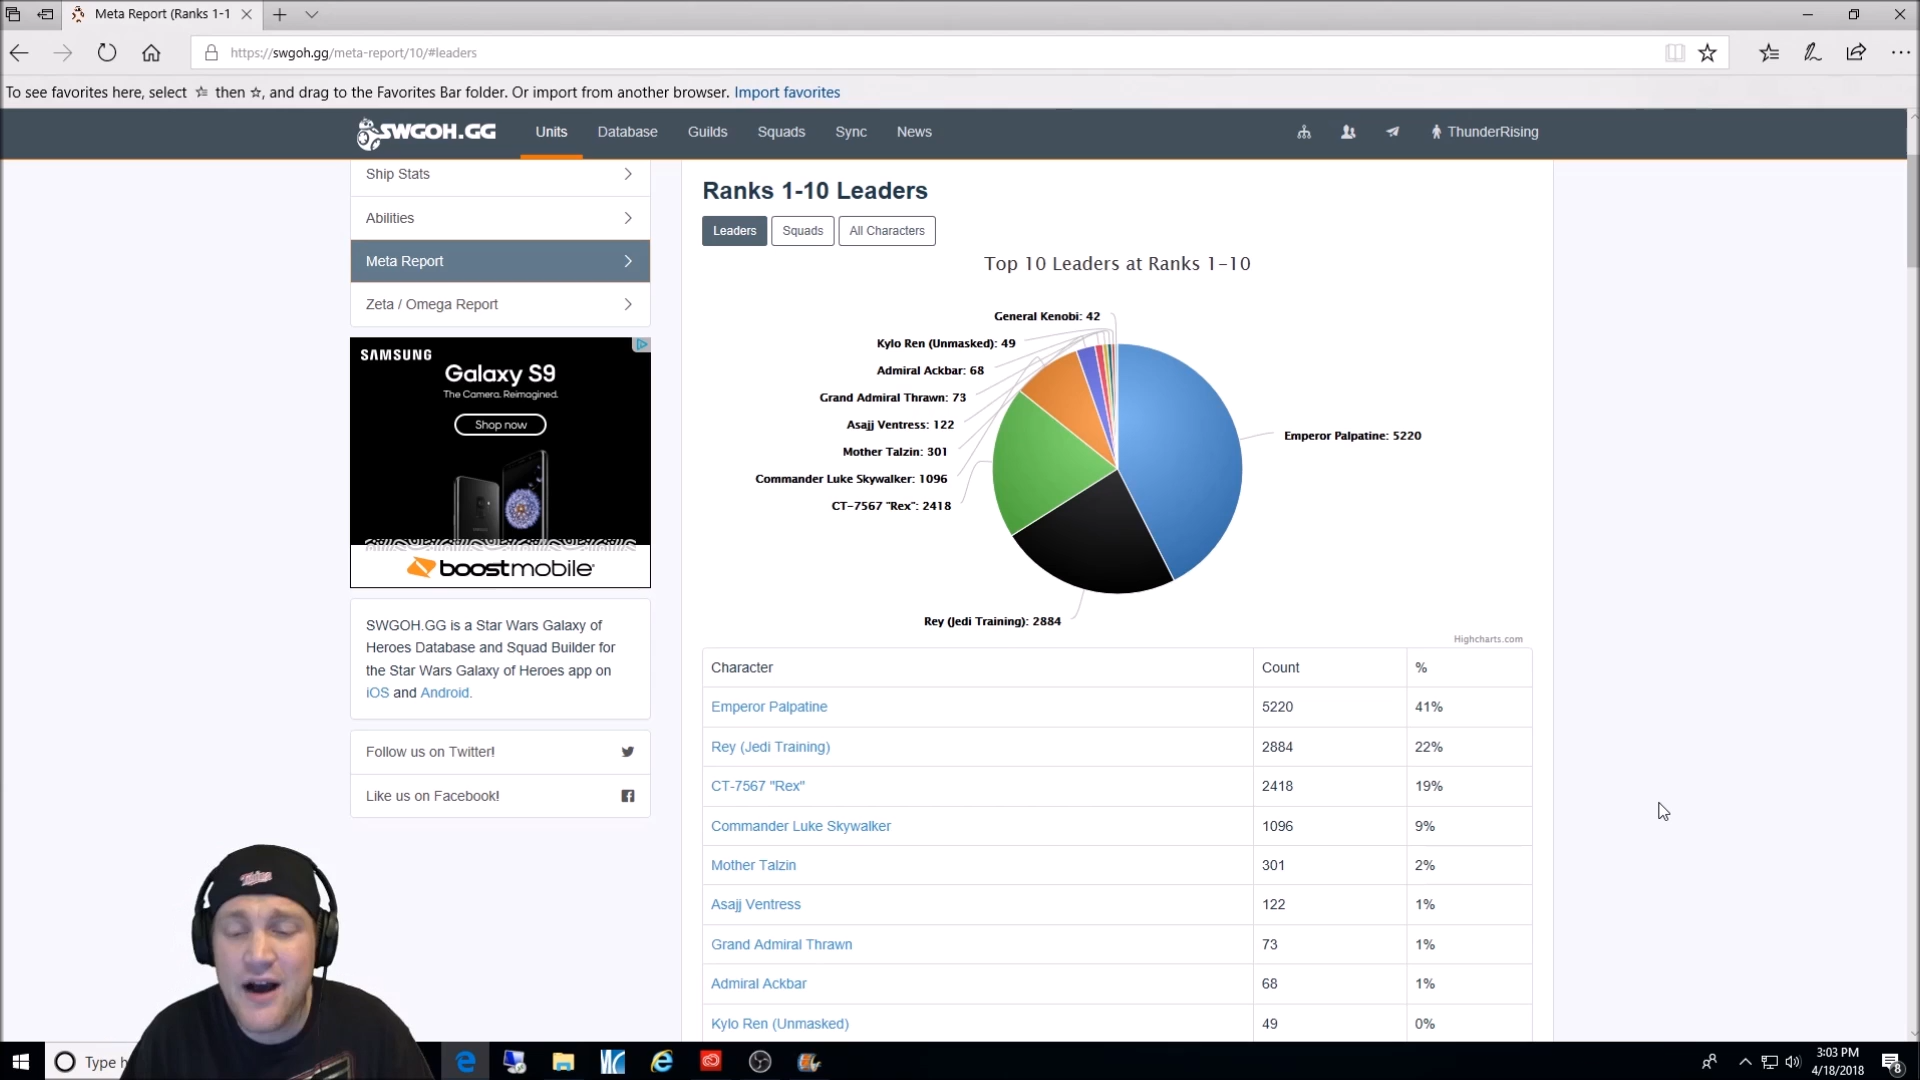 Meta Report (Ranks 1-1
https://swgoh.gg/meta-report/10/#leaders
To see favorites here, select then , and drag to the Favorites Bar folder. Or import from another browser. Import favorites
SWGOH.GG Units Database Guilds Squads Sync News ThunderRising
Ship Stats
Abilities
Meta Report
Zeta / Omega Report
SAMSUNG
Galaxy S9
The Camera. Reimagined.
Shop now
boostmobile
SWGOH.GG is a Star Wars Galaxy of
Heroes Database and Squad Builder for
the Star Wars Galaxy of Heroes app on
iOS and Android.
Follow us on Twitter!
Like us on Facebook!
Ranks 1-10 Leaders
Leaders Squads All Characters
Top 10 Leaders at Ranks 1-10
General Kenobi: 42
Kylo Ren (Unmasked): 49
Admiral Ackbar: 68
Grand Admiral Thrawn: 73
Asajj Ventress: 122
Mother Talzin: 301
Commander Luke Skywalker: 1096
CT-7567 "Rex": 2418
Emperor Palpatine: 5220
Rey (Jedi Training): 2884
Highcharts.com
Character Count %
Emperor Palpatine 5220 41%
Rey (Jedi Training) 2884 22%
CT-7567 "Rex" 2418 19%
Commander Luke Skywalker 1096 9%
Mother Talzin 301 2%
Asajj Ventress 122 1%
Grand Admiral Thrawn 73 1%
Admiral Ackbar 68 1%
Kylo Ren (Unmasked) 49 0%
Type h
3:03 PM
4/18/2018
8